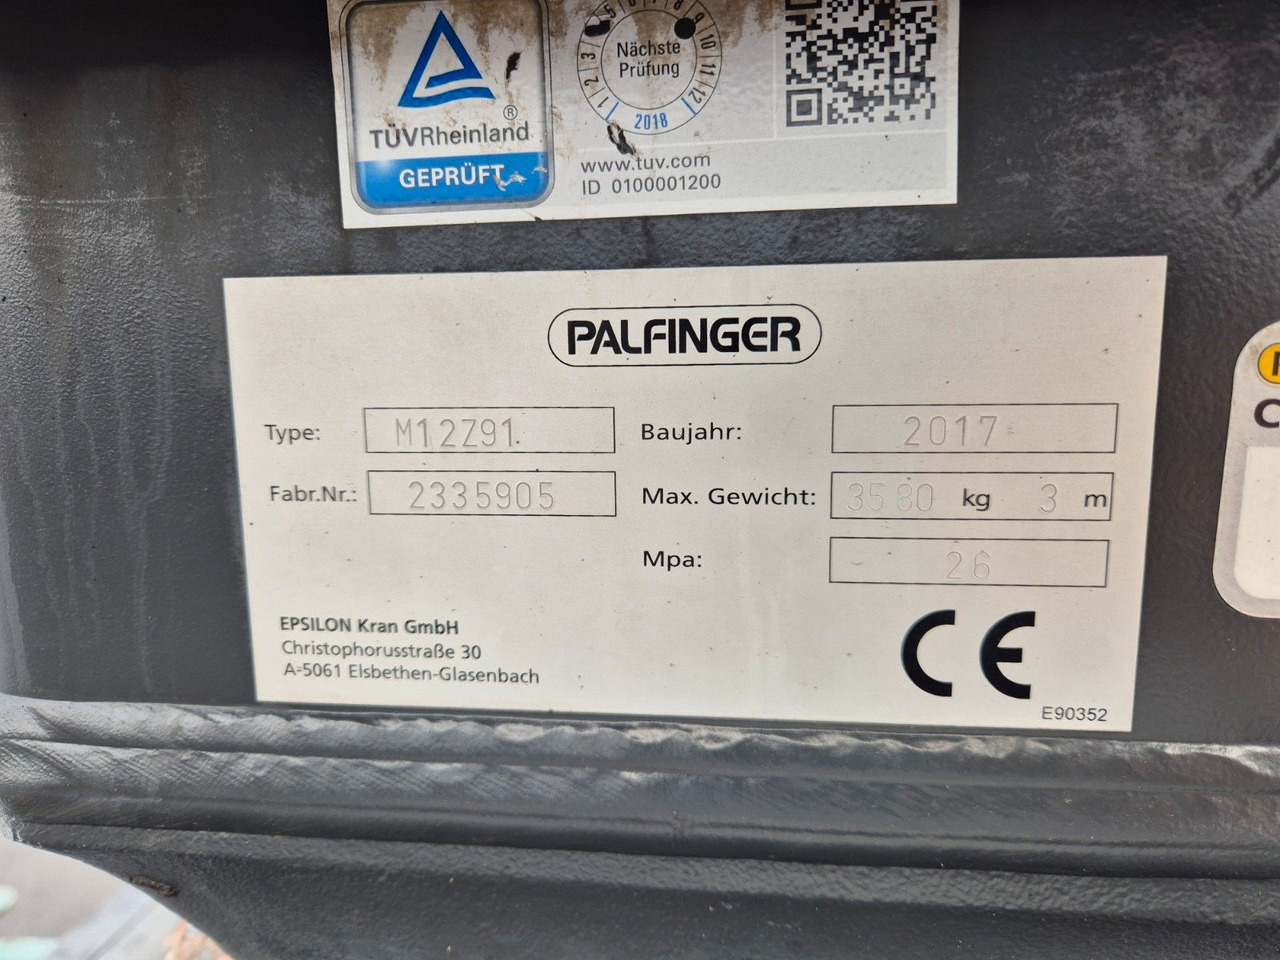 TÜVRheinland®
GEPRÜFT
Nächste
Prüfung
1 2 3 5 6 7 8 9 10 11 12
2018
www.tuv.com
ID 0100001200
PALFINGER
Type: M12Z91 Baujahr: 2017
Fabr.Nr.: 2335905 Max. Gewicht: 3580 kg 3 m
Mpa: - 26
EPSILON Kran GmbH
Christophorusstraße 30
A-5061 Elsbethen-Glasenbach
CE
E90352